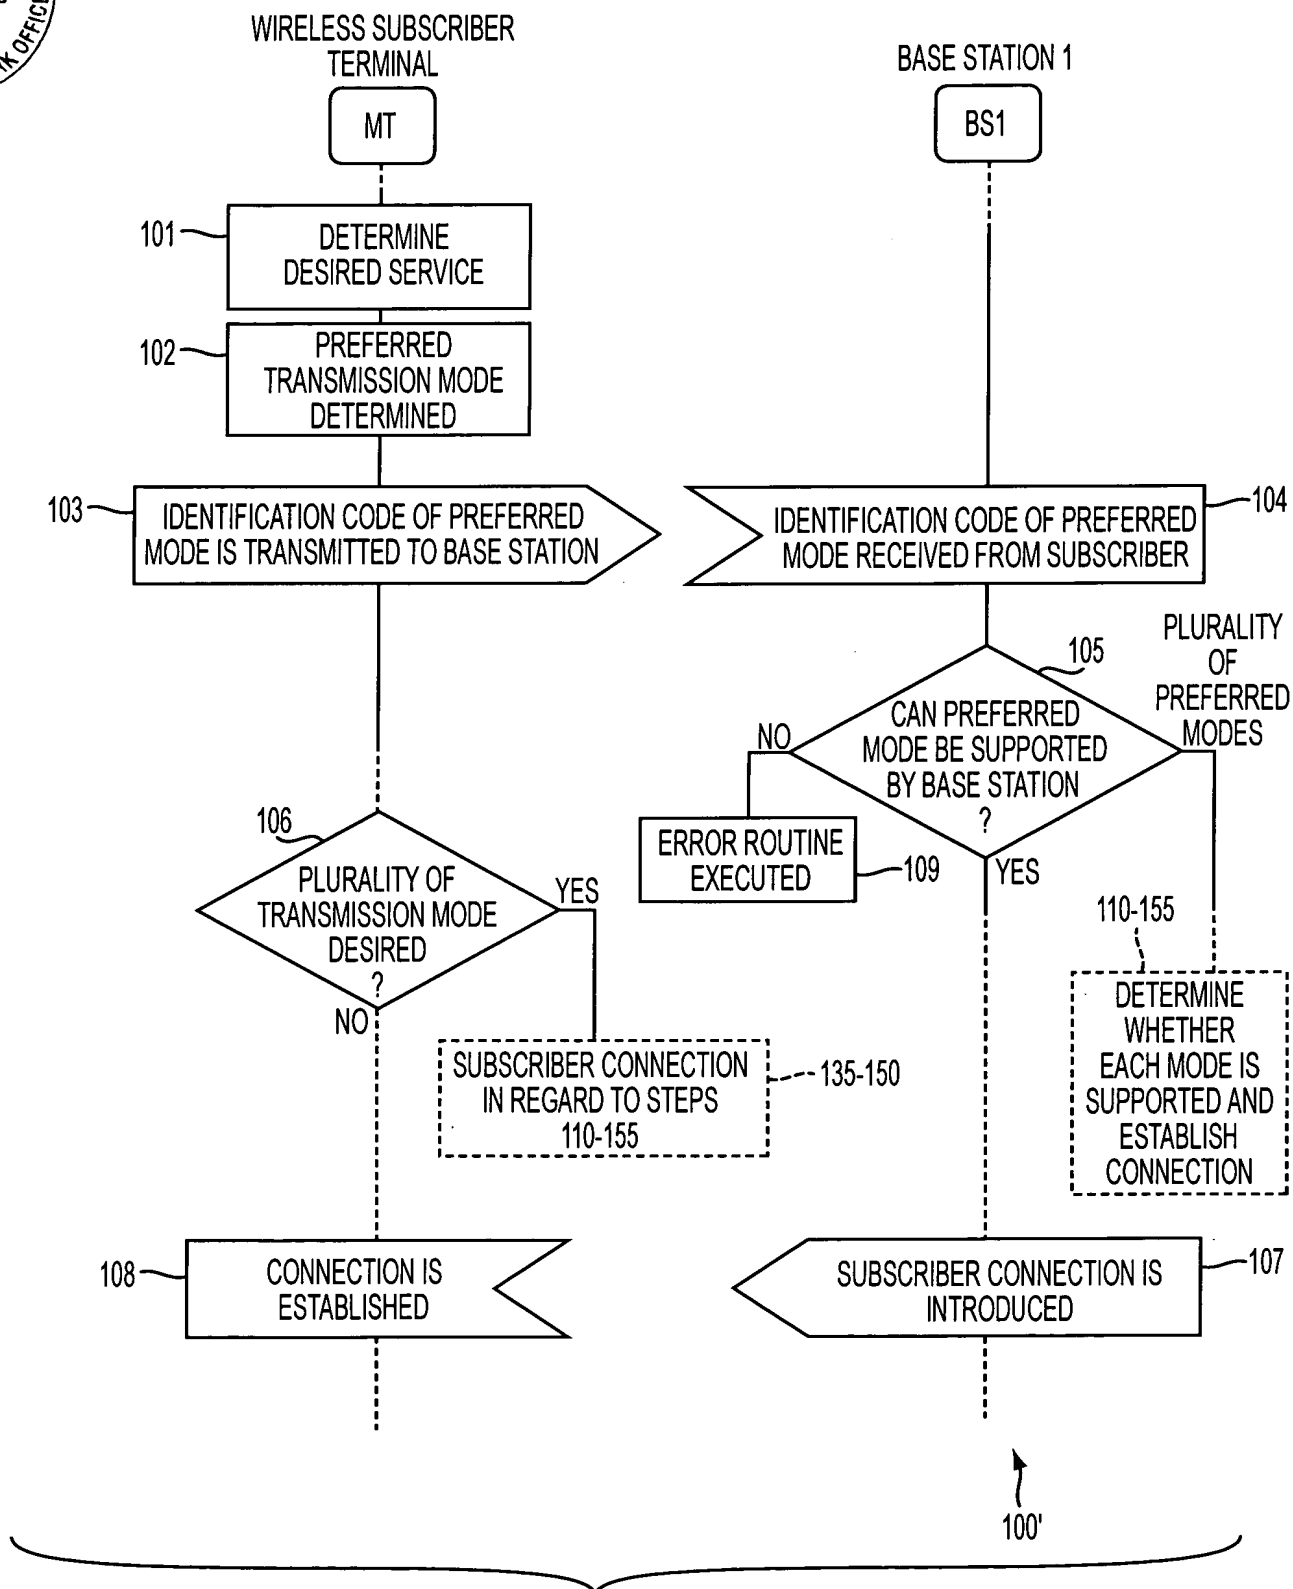 OFFICE
WIRELESS SUBSCRIBER
TERMINAL
MT
BASE STATION 1
BS1
101
DETERMINE
DESIRED SERVICE
102
PREFERRED
TRANSMISSION MODE
DETERMINED
103
IDENTIFICATION CODE OF PREFERRED
MODE IS TRANSMITTED TO BASE STATION
IDENTIFICATION CODE OF PREFERRED
MODE RECEIVED FROM SUBSCRIBER
104
105
PLURALITY
OF
PREFERRED
MODES
CAN PREFERRED
MODE BE SUPPORTED
BY BASE STATION
?
NO
YES
ERROR ROUTINE
EXECUTED
109
106
PLURALITY OF
TRANSMISSION MODE
DESIRED
?
YES
NO
SUBSCRIBER CONNECTION
IN REGARD TO STEPS
110-155
135-150
110-155
DETERMINE
WHETHER
EACH MODE IS
SUPPORTED AND
ESTABLISH
CONNECTION
108
CONNECTION IS
ESTABLISHED
SUBSCRIBER CONNECTION IS
INTRODUCED
107
100'